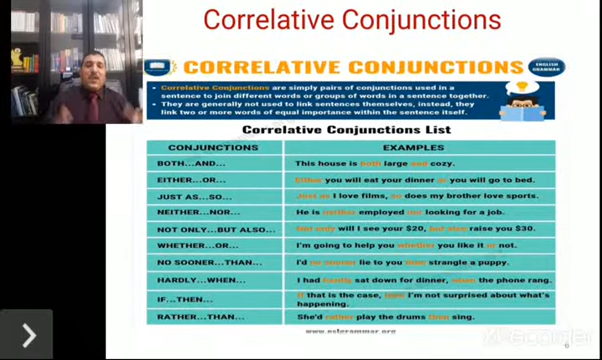 Correlative Conjunctions
CORRELATIVE CONJUNCTIONS
ENGLISH GRAMMAR
• Correlative Conjunctions are simply pairs of conjunctions used in a
sentence to join different words or groups of words in a sentence together.
• They are generally not used to link sentences themselves, instead, they
link two or more words of equal importance within the sentence itself.
Correlative Conjunctions List
CONJUNCTIONS EXAMPLES
BOTH...AND... This house is both large and cozy.
EITHER...OR... Either you will eat your dinner or you will go to bed.
JUST AS...SO... Just as I love films, so does my brother love sports.
NEITHER...NOR... He is neither employed nor looking for a job.
NOT ONLY...BUT ALSO... Not only will I see your $20, but also raise you $30.
WHETHER...OR... I'm going to help you whether you like it or not.
NO SOONER...THAN... I'd no sooner lie to you than strangle a puppy.
HARDLY...WHEN... I had hardly sat down for dinner, when the phone rang.
IF...THEN... If that is the case, then I'm not surprised about what's
happening.
RATHER...THAN... She'd rather play the drums than sing.
www.eslgrammar.org